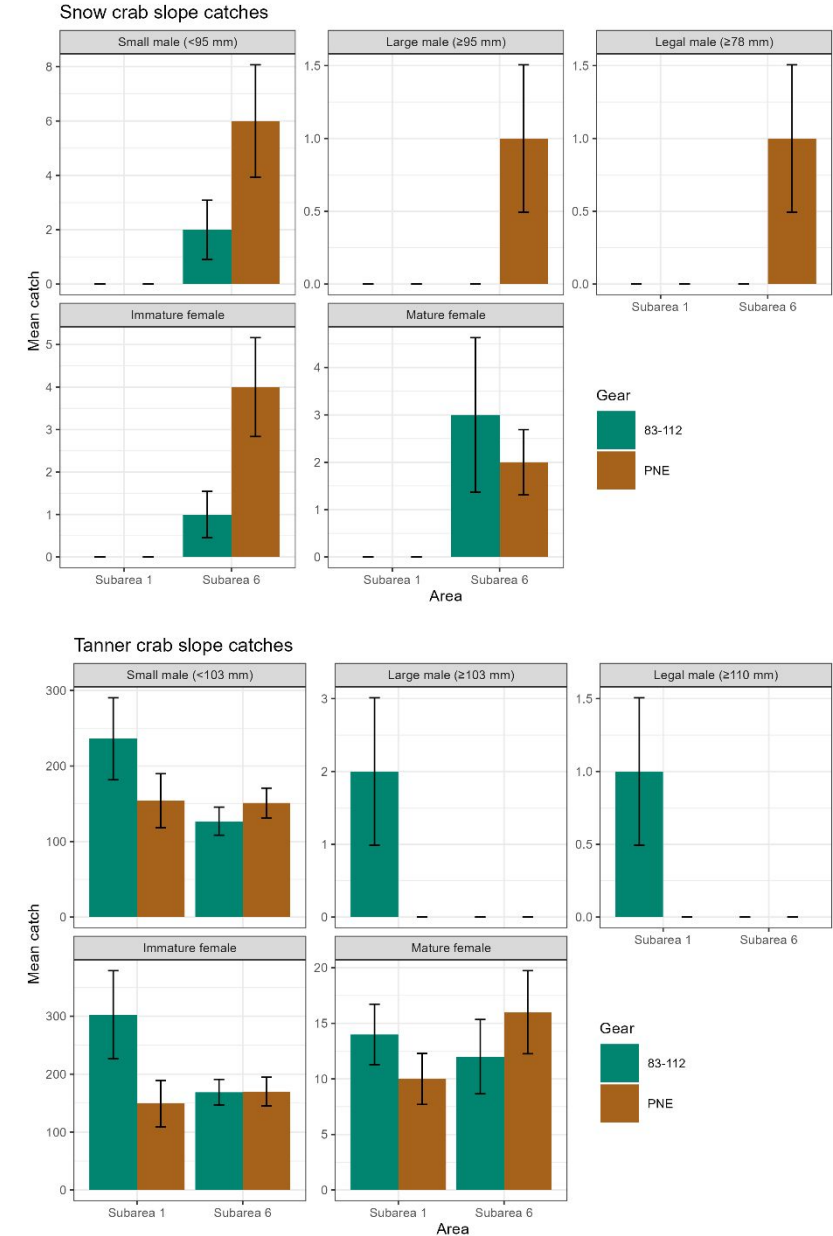 Snow crab slope catches
Small male (<95 mm)
Large male (≥95 mm)
Legal male (≥78 mm)
8
6
4
2
0
1.5
1.0
0.5
0.0
1.5
1.0
0.5
0.0
Subarea 1
Subarea 6
Mean catch
Immature female
Mature female
5
4
3
2
1
0
4
3
2
1
0
Gear
83-112
PNE
Subarea 1
Subarea 6
Subarea 1
Subarea 6
Area
Tanner crab slope catches
Small male (<103 mm)
Large male (≥103 mm)
Legal male (≥110 mm)
300
200
100
0
3
2
1
0
1.5
1.0
0.5
0.0
Subarea 1
Subarea 6
Mean catch
Immature female
Mature female
300
200
100
0
20
15
10
5
0
Gear
83-112
PNE
Subarea 1
Subarea 6
Subarea 1
Subarea 6
Area